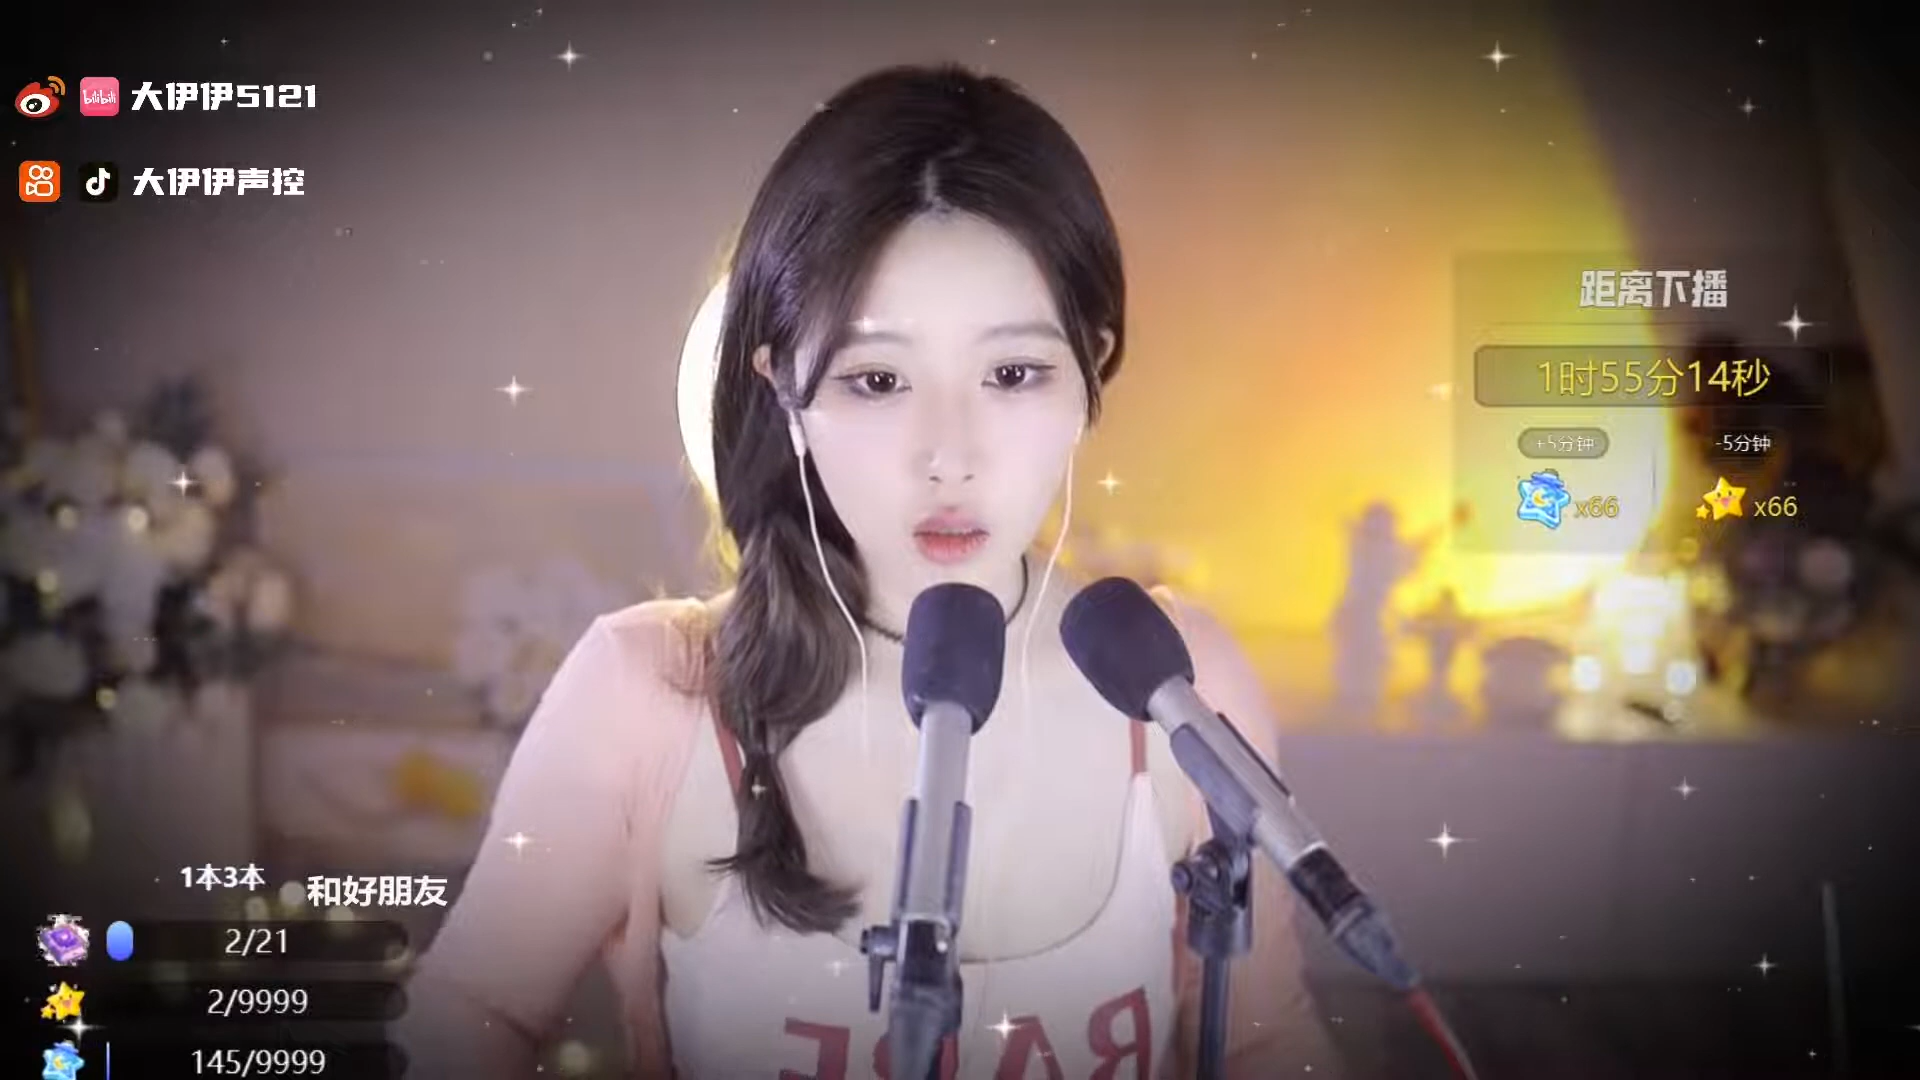 bilibili 大伊伊5121
大伊伊声控
距离下播
1时55分14秒
+5分钟
-5分钟
x66
x66
1本3本
和好朋友
2/21
2/9999
145/9999
BABE